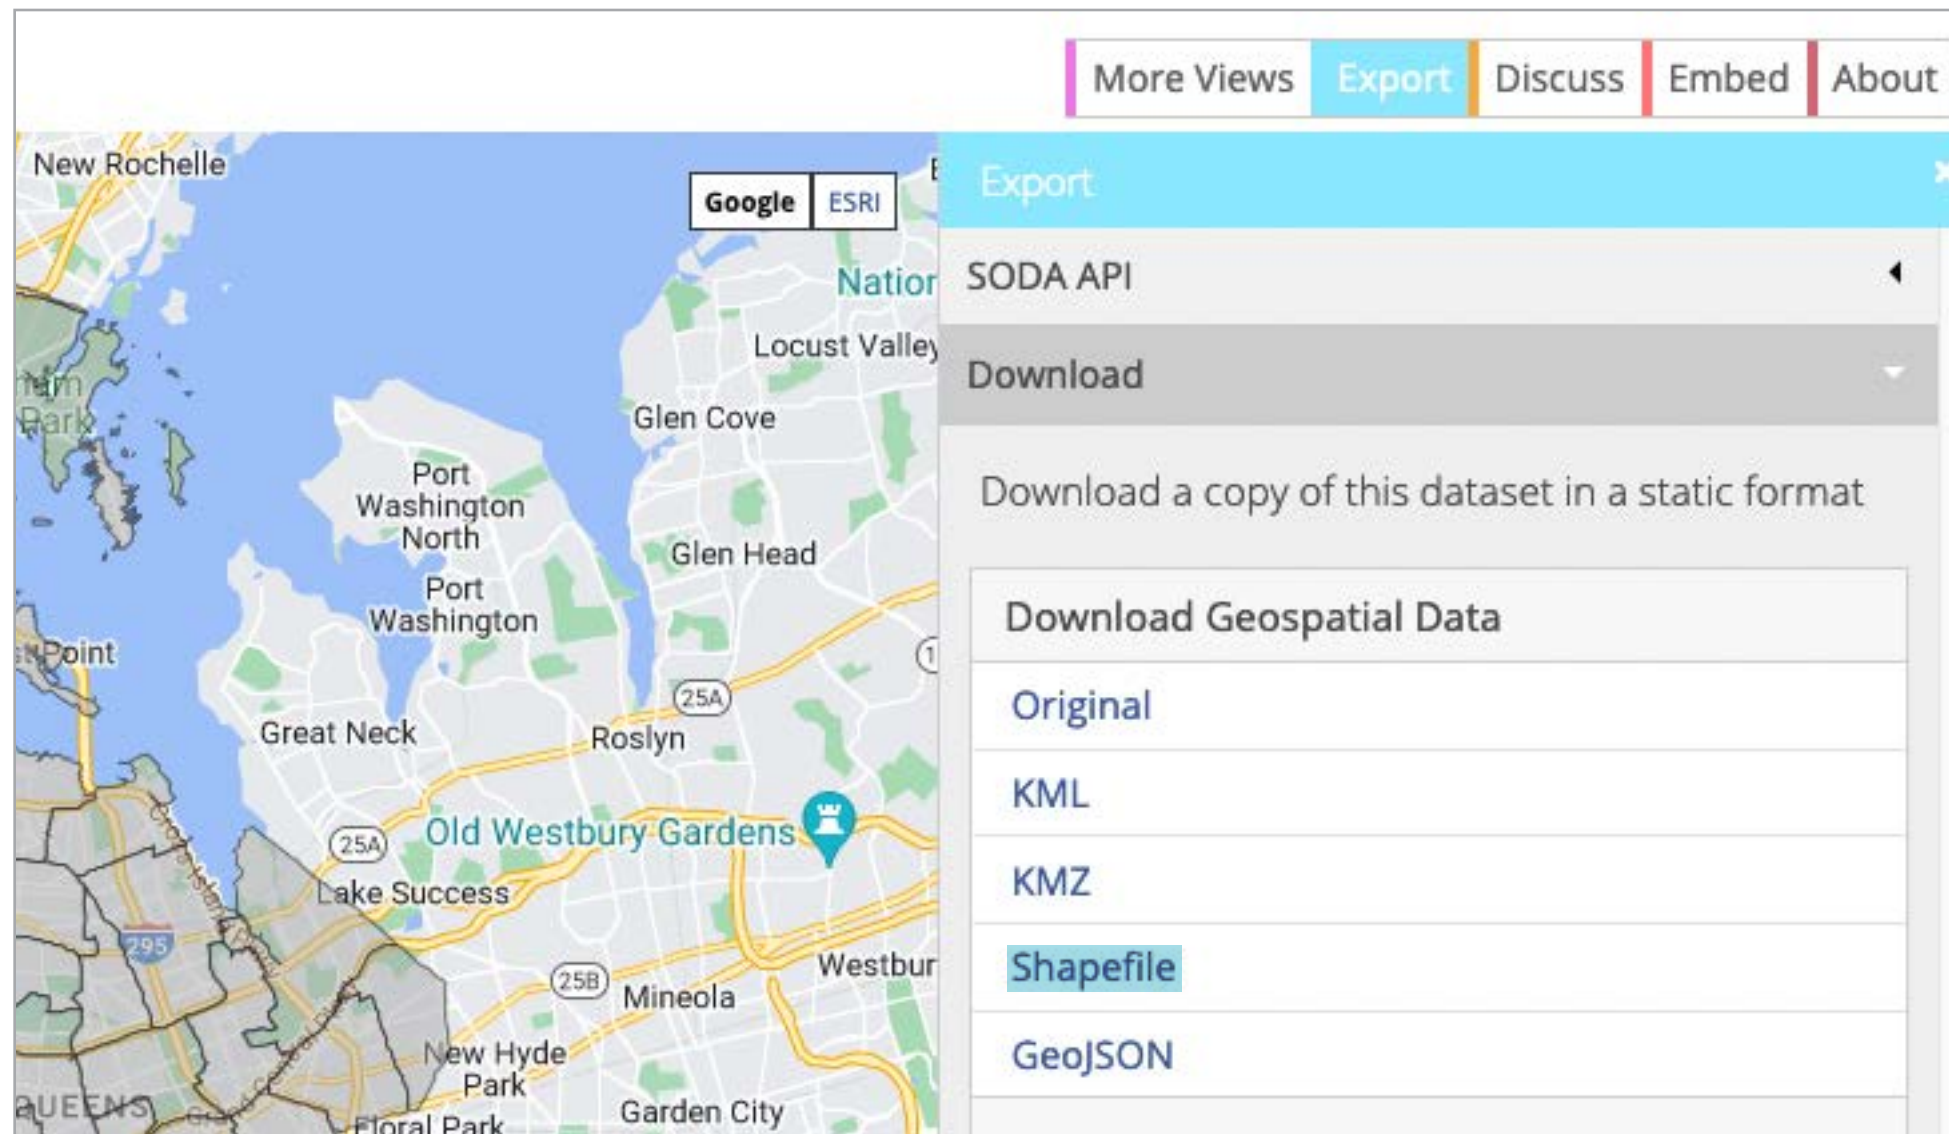 More Views Export Discuss Embed About
Export
SODA API
Download
Download a copy of this dataset in a static format
Download Geospatial Data
Original
KML
KMZ
Shapefile
GeoJSON
Google ESRI
New Rochelle
Locust Valley
Park
Glen Cove
Port
Washington
North
Glen Head
Port
Washington
Point
25A
Great Neck
Roslyn
Old Westbury Gardens
25A
Lake Success
295
25B
Mineola
New Hyde
Park
QUEENS
Garden City
Floral Park